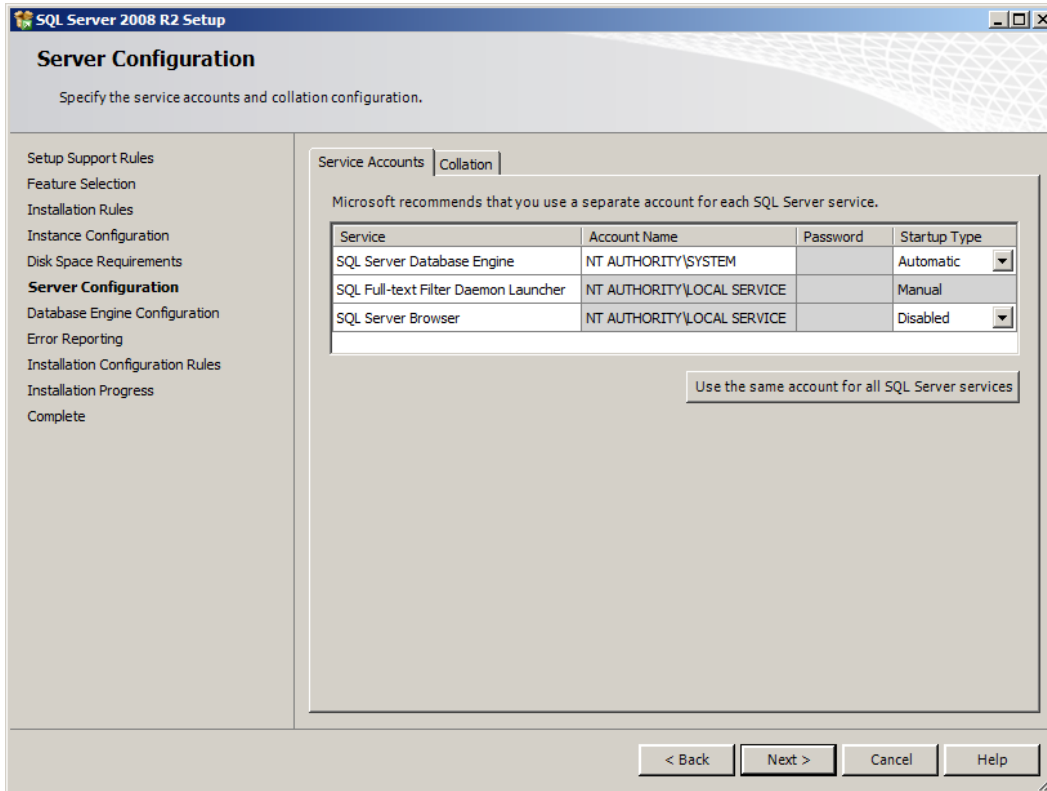 SQL Server 2008 R2 Setup
Server Configuration
Specify the service accounts and collation configuration.
Setup Support Rules
Feature Selection
Installation Rules
Instance Configuration
Disk Space Requirements
Server Configuration
Database Engine Configuration
Error Reporting
Installation Configuration Rules
Installation Progress
Complete
Service Accounts Collation
Microsoft recommends that you use a separate account for each SQL Server service.
Service Account Name Password Startup Type
SQL Server Database Engine NT AUTHORITY\SYSTEM Automatic
SQL Full-text Filter Daemon Launcher NT AUTHORITY\LOCAL SERVICE Manual
SQL Server Browser NT AUTHORITY\LOCAL SERVICE Disabled
Use the same account for all SQL Server services
< Back Next > Cancel Help